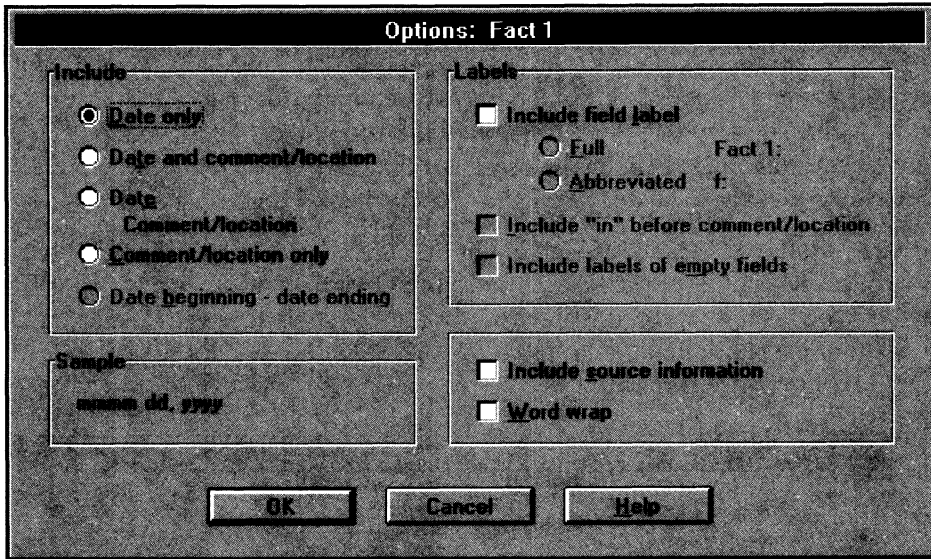 Options: Fact 1
Include
Date only
Date and comment/location
Date
Comment/location
Comment/location only
Date beginning - date ending
Sample
mmmm dd, yyyy
Labels
Include field label
Full Fact 1:
Abbreviated f:
Include "in" before comment/location
Include labels of empty fields
Include source information
Word wrap
OK Cancel Help